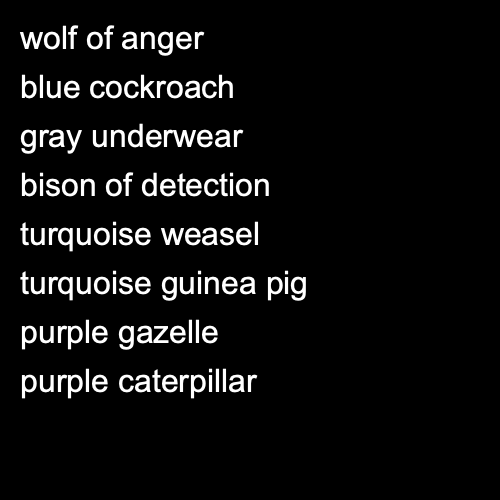 wolf of anger
blue cockroach
gray underwear
bison of detection
turquoise weasel
turquoise guinea pig
purple gazelle
purple caterpillar